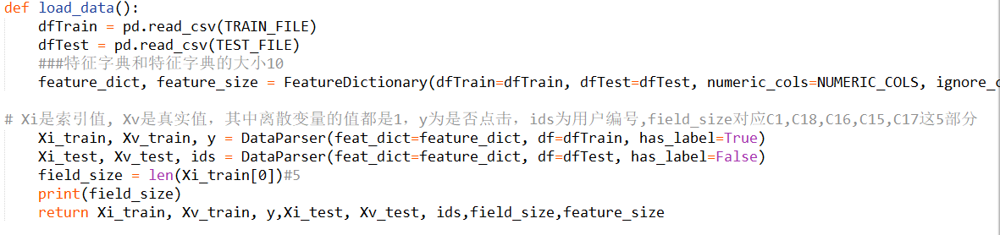 def load_data():
    dfTrain = pd.read_csv(TRAIN_FILE)
    dfTest = pd.read_csv(TEST_FILE)
    ###特征字典和特征字典的大小10
    feature_dict, feature_size = FeatureDictionary(dfTrain=dfTrain, dfTest=dfTest, numeric_cols=NUMERIC_COLS,
# Xi是索引值, Xv是真实值，其中离散变量的值都是1，y为是否点击，ids为用户编号,field_size对应C1,C18,C16,C15,C17这5部分
    Xi_train, Xv_train, y = DataParser(feat_dict=feature_dict, df=dfTrain, has_label=True)
    Xi_test, Xv_test, ids = DataParser(feat_dict=feature_dict, df=dfTest, has_label=False)
    field_size = len(Xi_train[0])#5
    print(field_size)
    return Xi_train, Xv_train, y,Xi_test, Xv_test, ids,field_size,feature_size